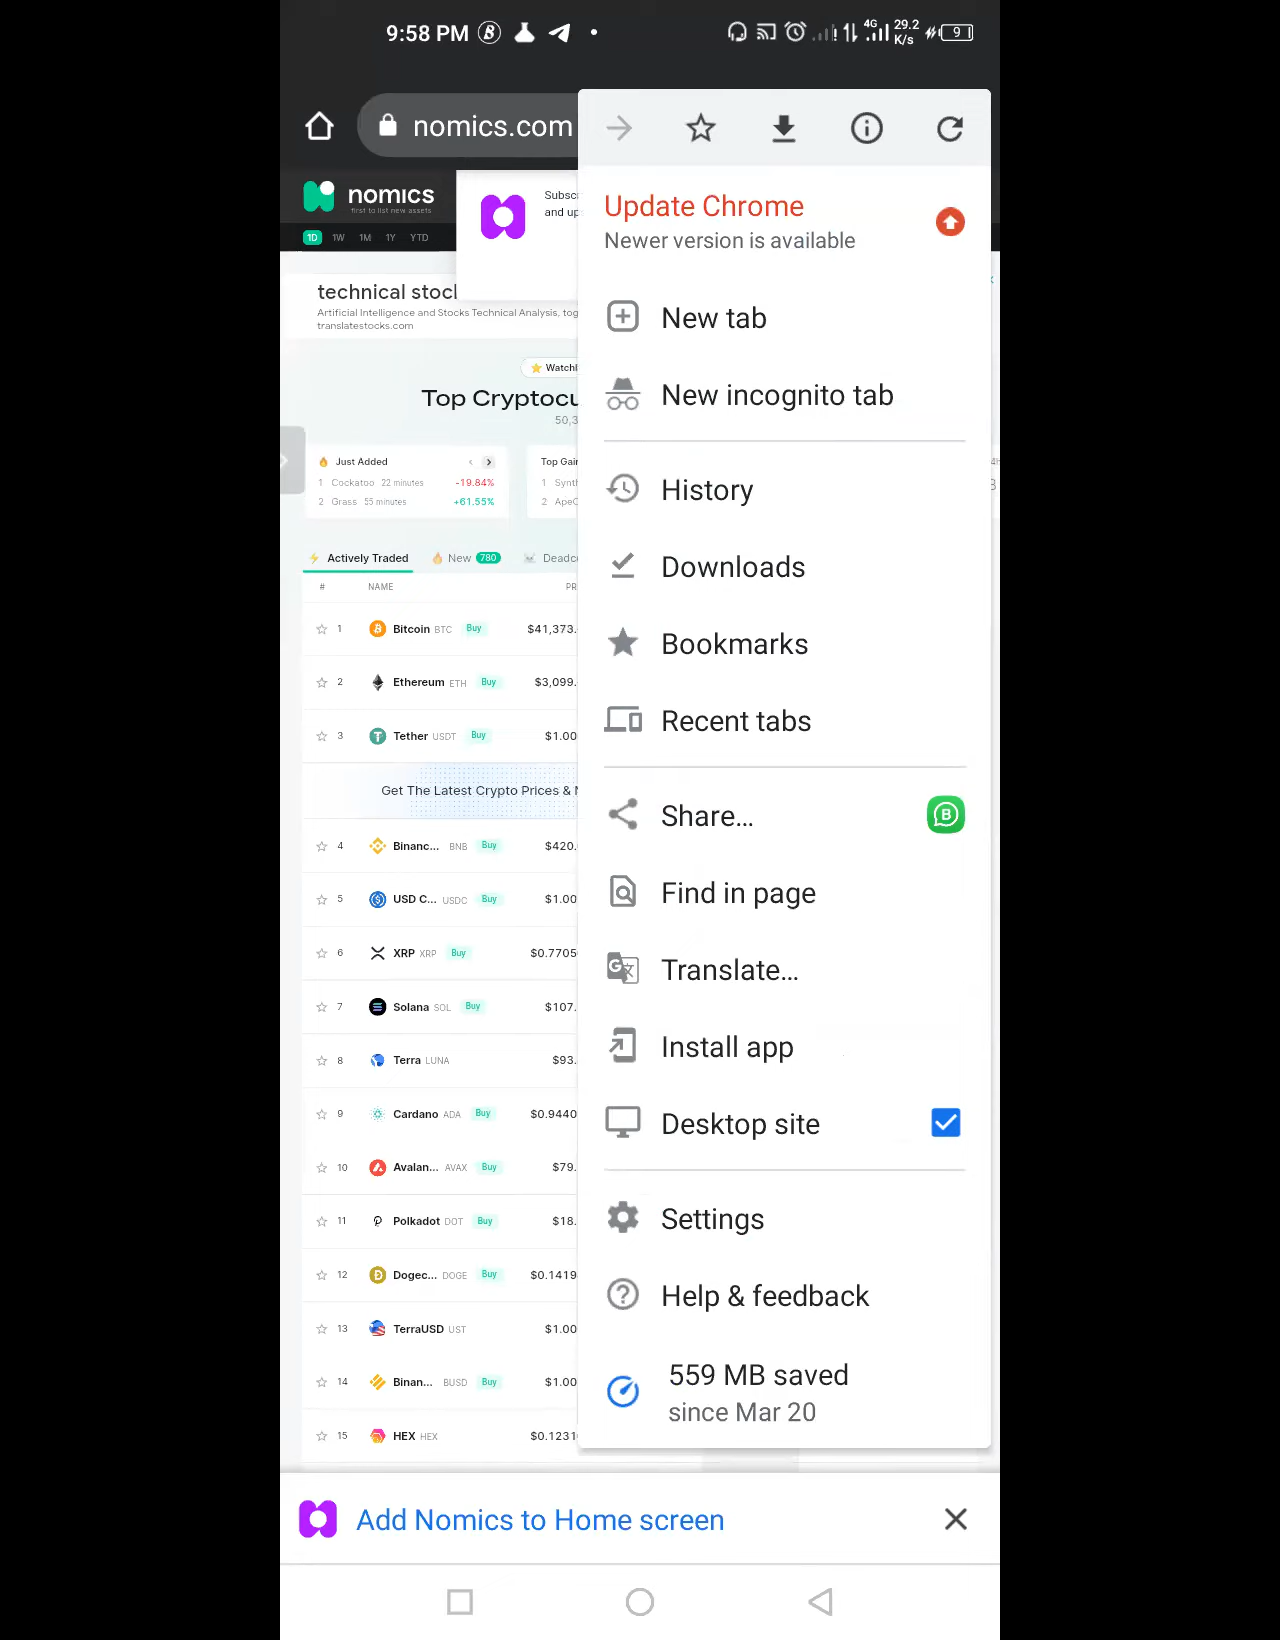 9:58 PM
4G 29.2 K/s
9
nomics.com
nomics
first to list new assets
1D 1W 1M 1Y YTD
and up
Update Chrome
Newer version is available
technical
Artificial Intelligence and Stocks Technical Analysis,
translatestocks.com
Top
50,3
Just Added
1 Cockatoo 22 minutes -19.84%
2 Grass 55 minutes +61.55%
Top
1
2
Actively Traded New 780
# NAME
1 Bitcoin BTC Buy $41,373.
2 Ethereum ETH Buy $3,099.
3 Tether USDT Buy $1.00
Get The Latest Crypto Prices &
4 Binanc... BNB Buy $420.
5 USD C... USDC Buy $1.00
6 XRP XRP Buy $0.7705
7 Solana SOL Buy $107.
8 Terra LUNA $93.
9 Cardano ADA Buy $0.9440
10 Avalan... AVAX Buy $79.
11 Polkadot DOT Buy $18.
12 Dogec... DOGE Buy $0.1419
13 TerraUSD UST $1.00
14 Binan... BUSD Buy $1.00
15 HEX HEX $0.1231
New tab
New incognito tab
History
Downloads
Bookmarks
Recent tabs
Share...
Find in page
Translate...
Install app
Desktop site
Settings
Help & feedback
559 MB saved
since Mar 20
Add Nomics to Home screen